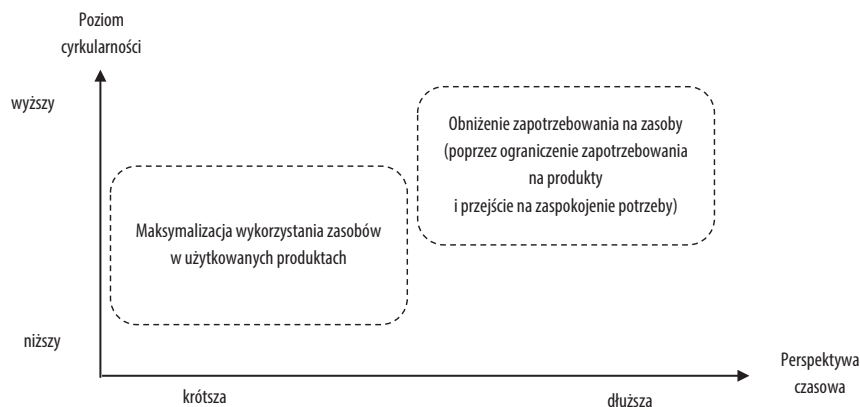 Poziom
cyrkularności
wyższy
Obniżenie zapotrzebowania na zasoby
(poprzez ograniczenie zapotrzebowania
na produkty
i przejście na zaspokojenie potrzeby)
Maksymalizacja wykorzystania zasobów
w użytkowanych produktach
niższy
krótsza
dłuższa
Perspektywa
czasowa